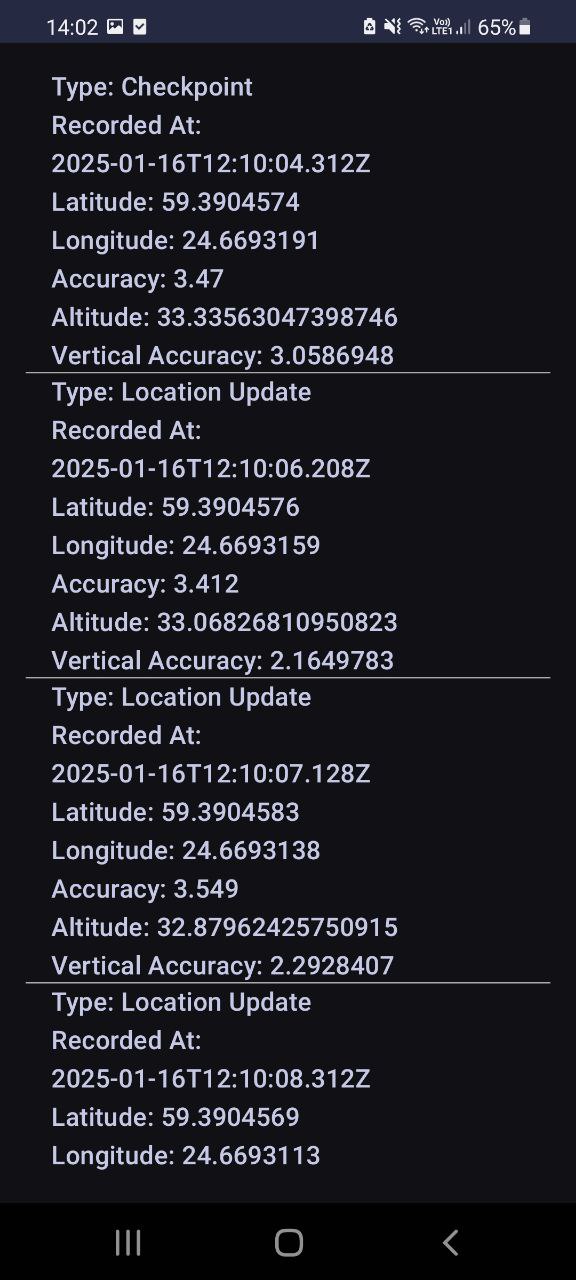 14:02 Vo)) LTE1 65%
Type: Checkpoint
Recorded At:
2025-01-16T12:10:04.312Z
Latitude: 59.3904574
Longitude: 24.6693191
Accuracy: 3.47
Altitude: 33.33563047398746
Vertical Accuracy: 3.0586948
Type: Location Update
Recorded At:
2025-01-16T12:10:06.208Z
Latitude: 59.3904576
Longitude: 24.6693159
Accuracy: 3.412
Altitude: 33.06826810950823
Vertical Accuracy: 2.1649783
Type: Location Update
Recorded At:
2025-01-16T12:10:07.128Z
Latitude: 59.3904583
Longitude: 24.6693138
Accuracy: 3.549
Altitude: 32.87962425750915
Vertical Accuracy: 2.2928407
Type: Location Update
Recorded At:
2025-01-16T12:10:08.312Z
Latitude: 59.3904569
Longitude: 24.6693113